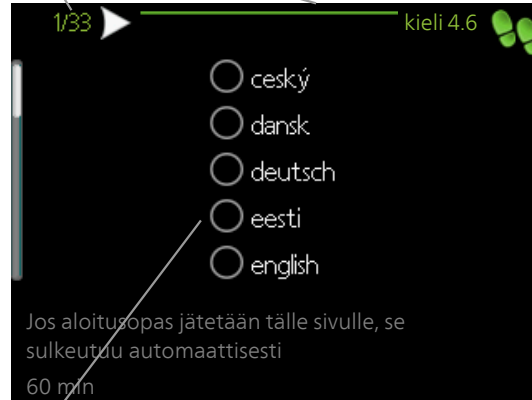 1/33 kieli 4.6
ceský
dansk
deutsch
eesti
english
Jos aloitusopas jätetään tälle sivulle, se
sulkeutuu automaattisesti
60 min